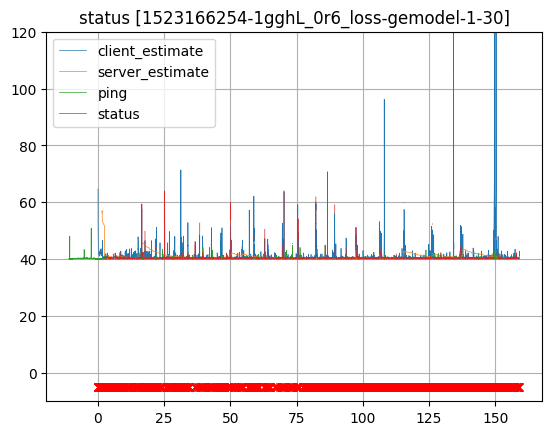 status [1523166254-1gghL_0r6_loss-gemodel-1-30]
120
100
80
60
40
20
0
client_estimate
server_estimate
ping
status
0 25 50 75 100 125 150